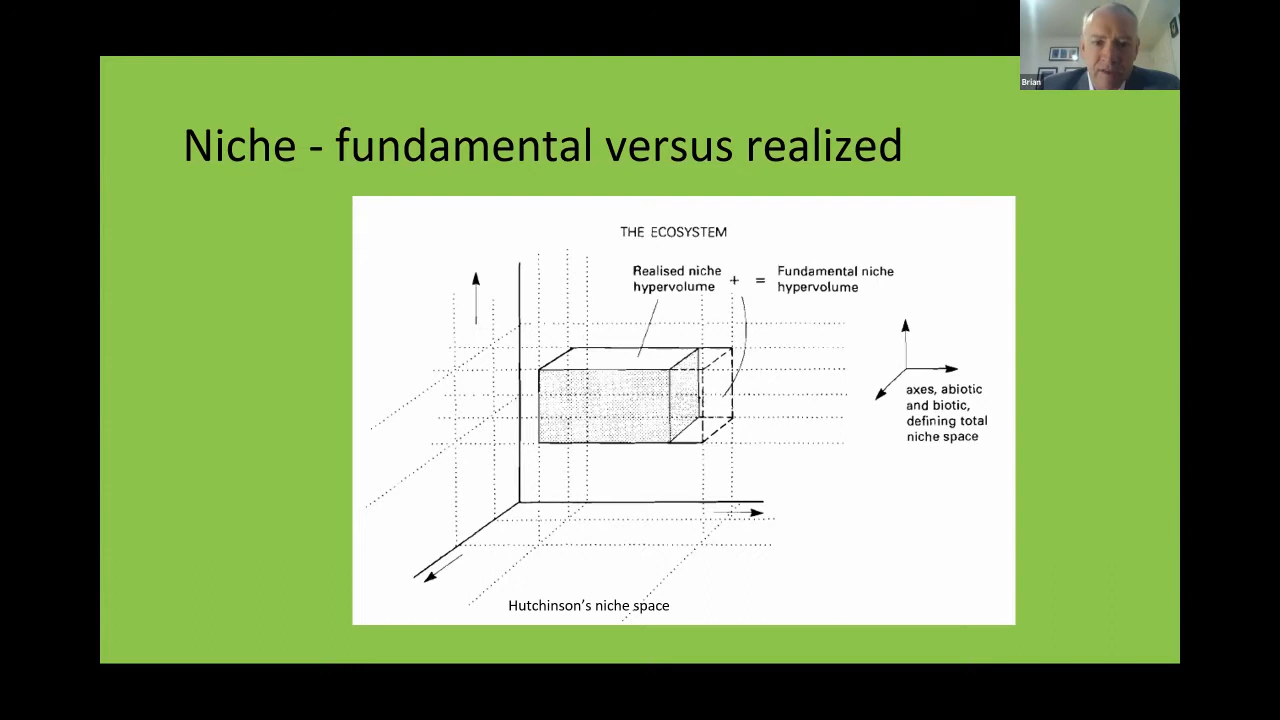 Brian
Niche - fundamental versus realized
THE ECOSYSTEM
Realised niche
hypervolume
+
=
Fundamental niche
hypervolume
axes, abiotic
and biotic,
defining total
niche space
Hutchinson's niche space